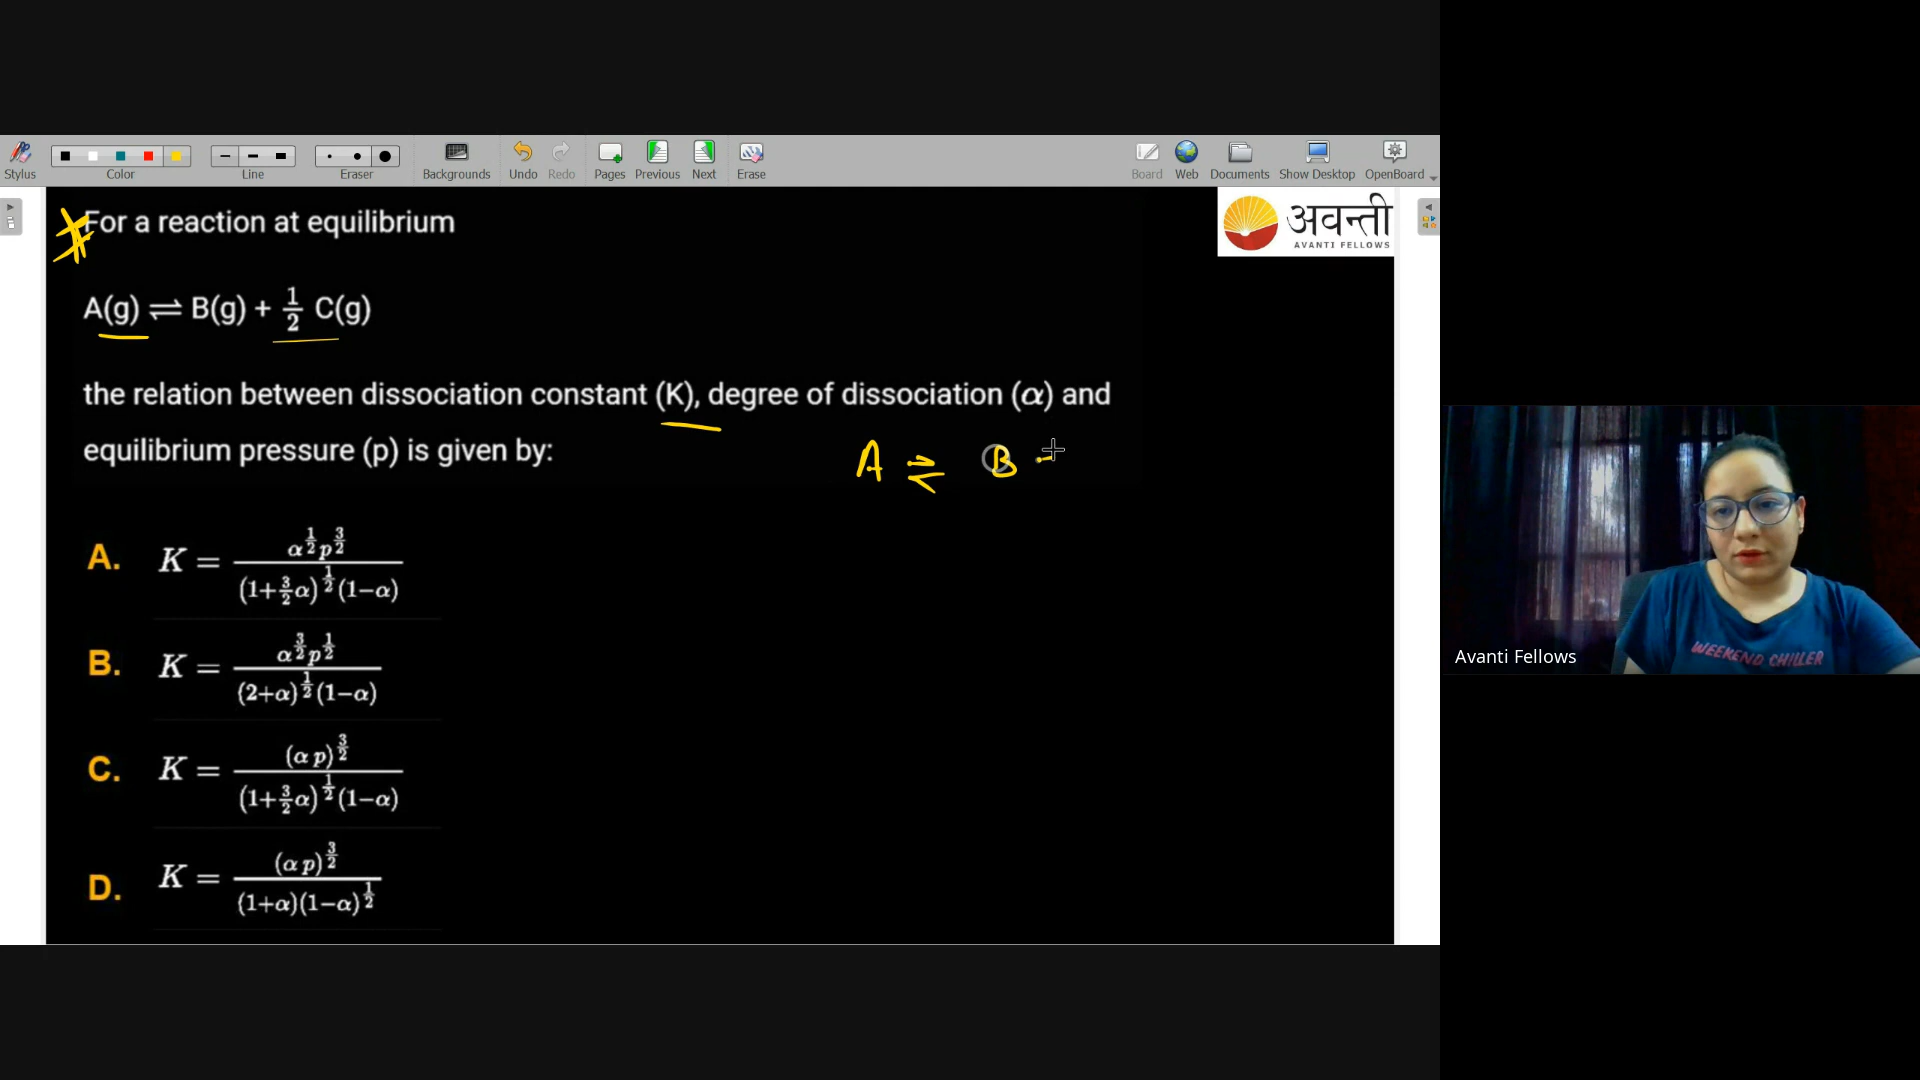 Stylus Color Line Eraser Backgrounds Undo Redo Pages Previous Next Erase Board Web Documents Show Desktop OpenBoard
For a reaction at equilibrium
अवन्ती
AVANTI FELLOWS
A(g) ⇌ B(g) + 1/2 C(g)
the relation between dissociation constant (K), degree of dissociation (α) and
equilibrium pressure (p) is given by:
A ⇌ B -
A. K = α^(1/2) p^(3/2) / (1+3/2 α)^(1/2) (1−α)
B. K = α^(3/2) p^(1/2) / (2+α)^(1/2) (1−α)
C. K = (α p)^(3/2) / (1+3/2 α)^(1/2) (1−α)
D. K = (α p)^(3/2) / (1+α)(1−α)^(1/2)
WEEKEND CHILLER
Avanti Fellows